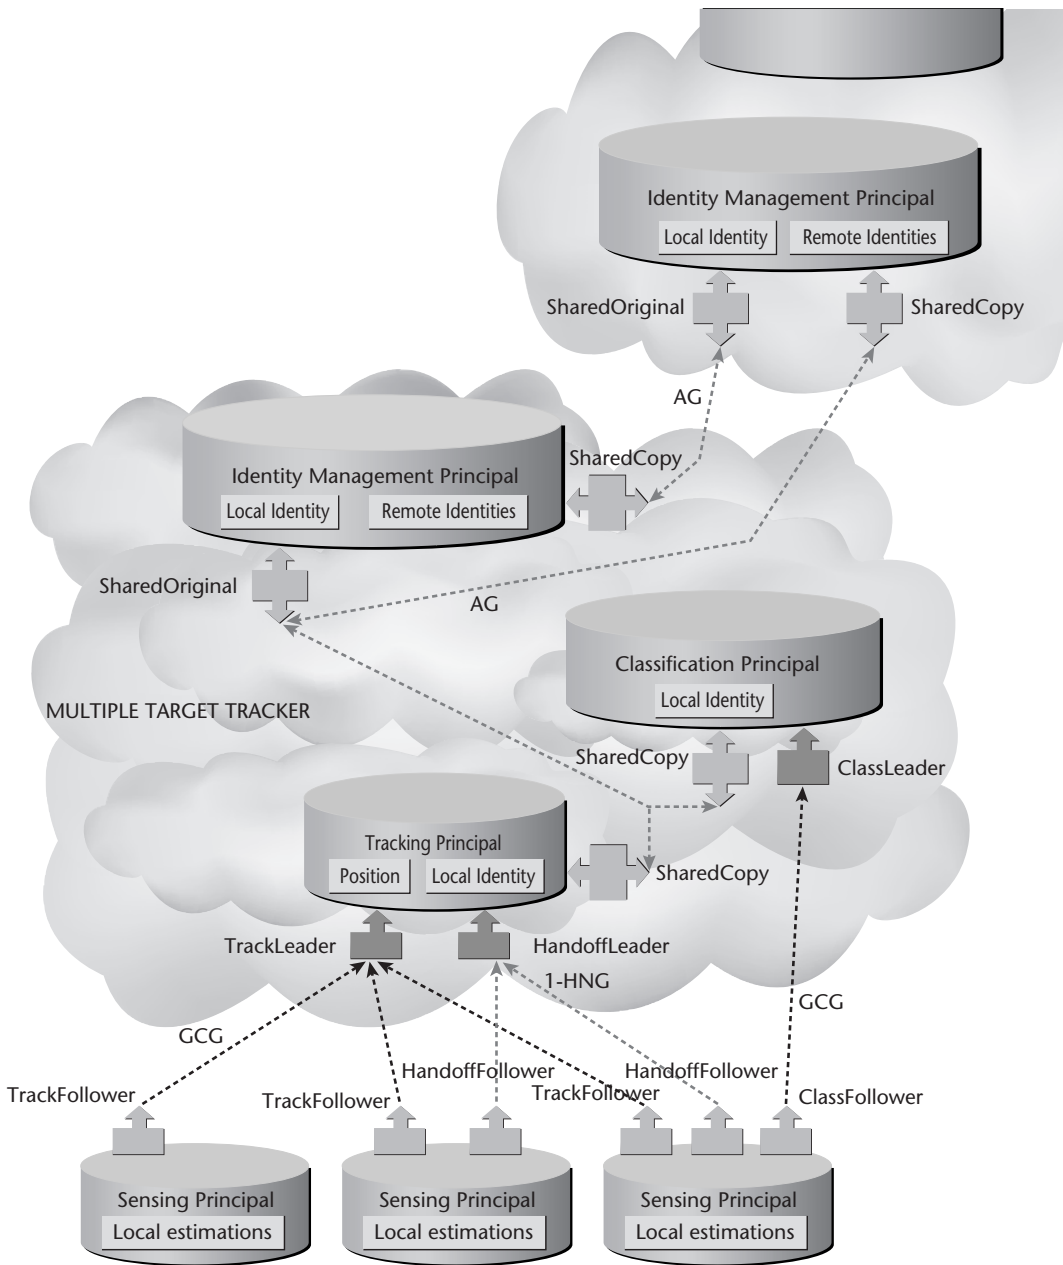 Identity Management Principal
Local Identity
Remote Identities
SharedOriginal
SharedCopy
AG
SharedCopy
Identity Management Principal
Local Identity
Remote Identities
SharedOriginal
AG
Classification Principal
Local Identity
MULTIPLE TARGET TRACKER
SharedCopy
ClassLeader
Tracking Principal
Position
Local Identity
SharedCopy
TrackLeader
HandoffLeader
1-HNG
GCG
GCG
TrackFollower
TrackFollower
HandoffFollower
TrackFollower
HandoffFollower
ClassFollower
Sensing Principal
Local estimations
Sensing Principal
Local estimations
Sensing Principal
Local estimations